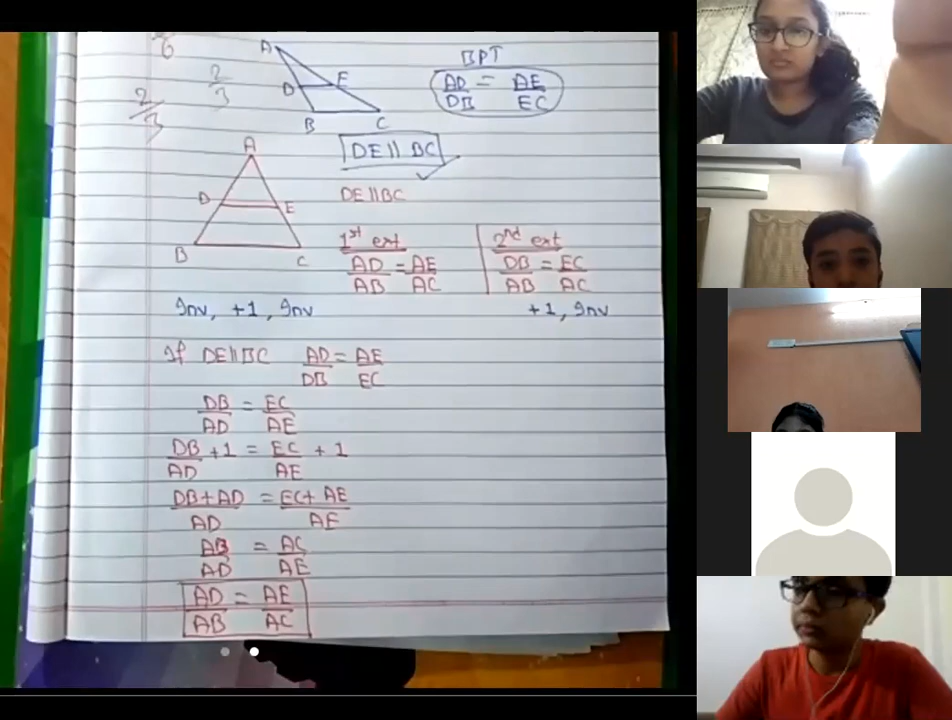 6
2/3
2/3
A
D E
B C
BPT
AD/DB = AE/EC
DE || BC
A
D E
B C
DE || BC
1st ext
AD/AB = AE/AC
2nd ext
DB/AB = EC/AC
Inv, +1, Inv
+1, Inv
If DE || BC AD/DB = AE/EC
DB/AD = EC/AE
DB/AD + 1 = EC/AE + 1
DB+AD/AD = EC+AE/AE
AB/AD = AC/AE
AD/AB = AE/AC